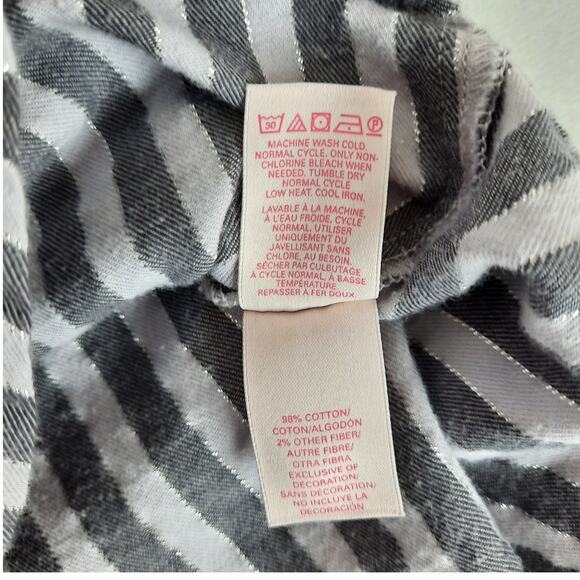 30 P
MACHINE WASH COLD.
NORMAL CYCLE. ONLY NON-
CHLORINE BLEACH WHEN
NEEDED. TUMBLE DRY
NORMAL CYCLE
LOW HEAT. COOL IRON.
LAVABLE À LA MACHINE,
À L'EAU FROIDE, CYCLE
NORMAL. UTILISER
UNIQUEMENT DU
JAVELLISANT SANS
CHLORE, AU BESOIN.
SÉCHER PAR CULBUTAGE
À CYCLE NORMAL, À BASSE
TEMPÉRATURE.
REPASSER À FER DOUX.
98% COTTON/
COTON/ALGODÓN
2% OTHER FIBER/
AUTRE FIBRE/
OTRA FIBRA
EXCLUSIVE OF
DECORATION/
SANS DÉCORATION/
NO INCLUYE LA
DECORACIÓN